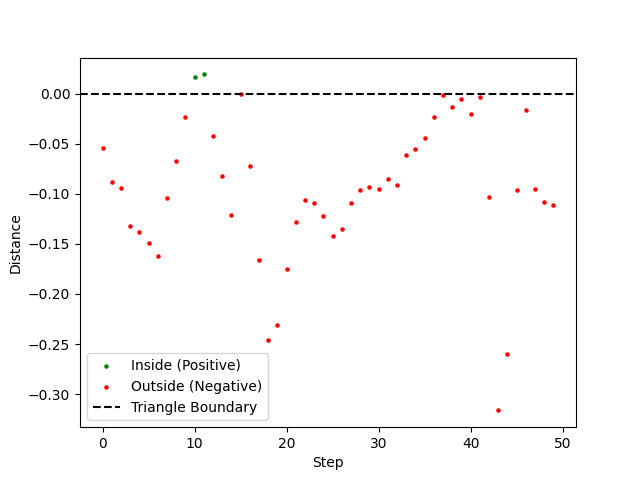 0.00
−0.05
−0.10
−0.15
−0.20
−0.25
−0.30
Distance
Inside (Positive)
Outside (Negative)
Triangle Boundary
0 10 20 30 40 50
Step